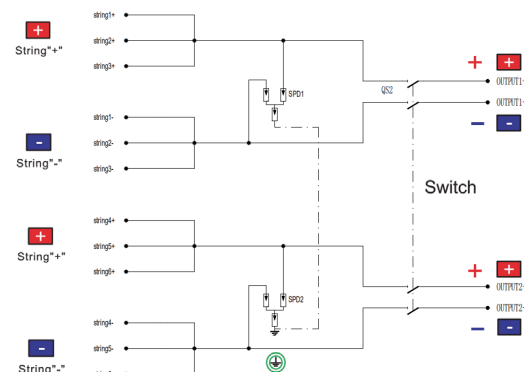 string1+
+
string2+
String"+"
string3+
+ +
OUTPUT1
QS2
SPD1
OUTPUT1
string1-
- -
-
string2-
String"-"
string3-
Switch
string4+
+
string5+
String"+"
string6+
+ +
OUTPUT2
SPD2
OUTPUT2
string4-
- -
-
string5-
String"-"